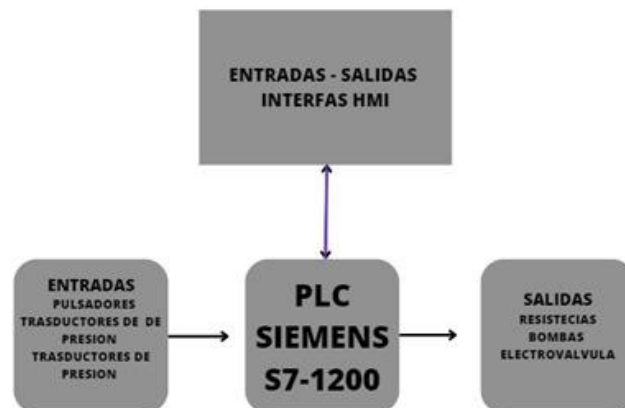 ENTRADAS - SALIDAS
INTERFAS HMI
ENTRADAS
PULSADORES
TRASDUCTORES DE DE
PRESION
TRASDUCTORES DE
PRESION
PLC
SIEMENS
S7-1200
SALIDAS
RESISTECIAS
BOMBAS
ELECTROVALVULA